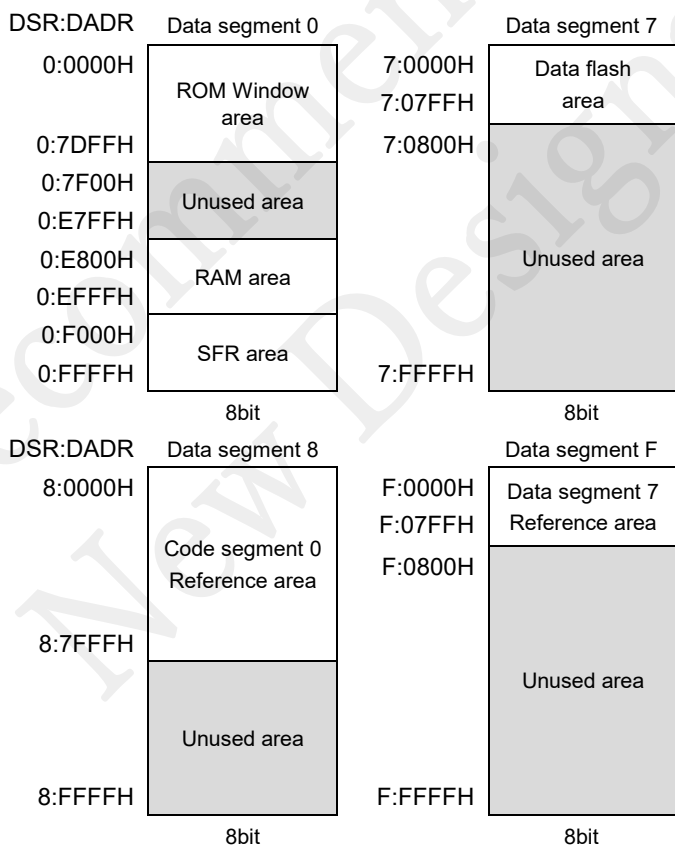 DSR:DADR Data segment 0
0:0000H
ROM Window
area
0:7DFFH
0:7F00H
Unused area
0:E7FFH
0:E800H
RAM area
0:EFFFH
0:F000H
SFR area
0:FFFFH
8bit
Data segment 7
7:0000H
Data flash
7:07FFH
area
7:0800H
Unused area
7:FFFFH
8bit
DSR:DADR Data segment 8
8:0000H
Code segment 0
Reference area
8:7FFFH
Unused area
8:FFFFH
8bit
Data segment F
F:0000H
Data segment 7
F:07FFH
Reference area
F:0800H
Unused area
F:FFFFH
8bit